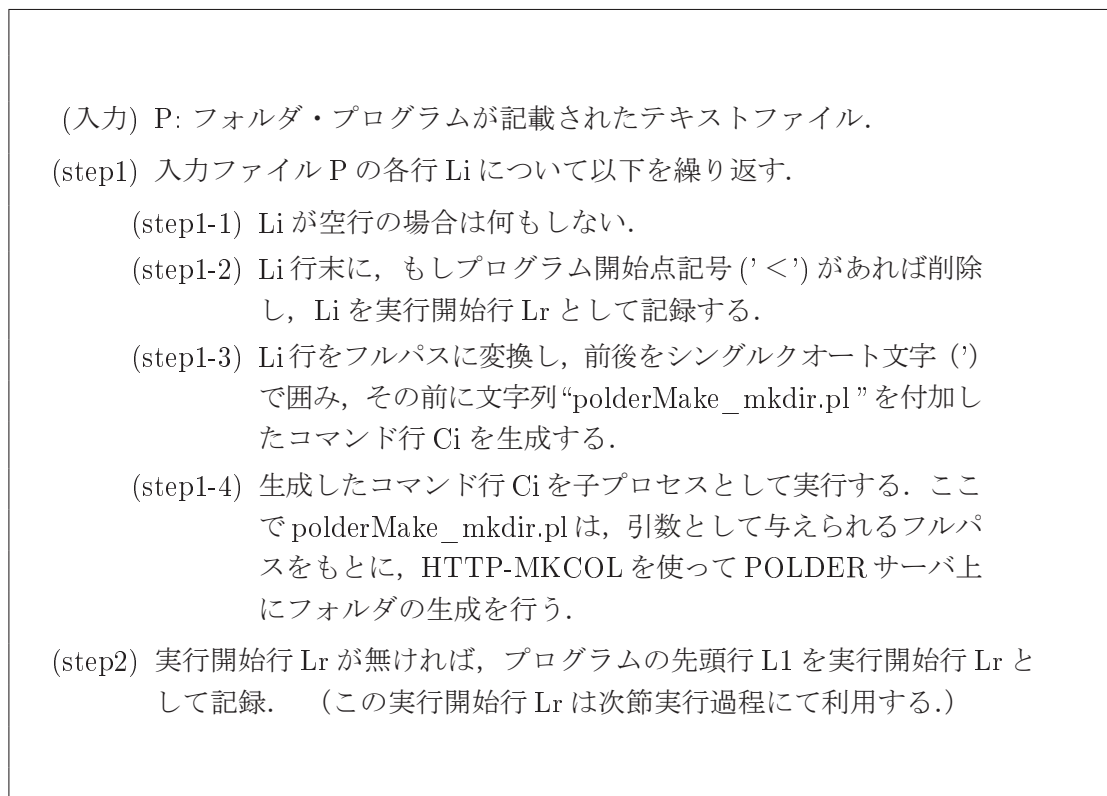 (入力) P: フォルダ・プログラムが記載されたテキストファイル.
(step1) 入力ファイル P の各行 Li について以下を繰り返す.
(step1-1) Li が空行の場合は何もしない.
(step1-2) Li 行末に，もしプログラム開始点記号 (’ <’) があれば削除
し，Li を実行開始行 Lr として記録する.
(step1-3) Li 行をフルパスに変換し，前後をシングルクオート文字（’）
で囲み，その前に文字列 “polderMake_mkdir.pl ” を付加し
たコマンド行 Ci を生成する.
(step1-4) 生成したコマンド行 Ci を子プロセスとして実行する．ここ
で polderMake_mkdir.pl は，引数として与えられるフルパ
スをもとに，HTTP-MKCOL を使って POLDER サーバ上
にフォルダの生成を行う.
(step2) 実行開始行 Lr が無ければ，プログラムの先頭行 L1 を実行開始行 Lr と
して記録. （この実行開始行 Lr は次節実行過程にて利用する.）